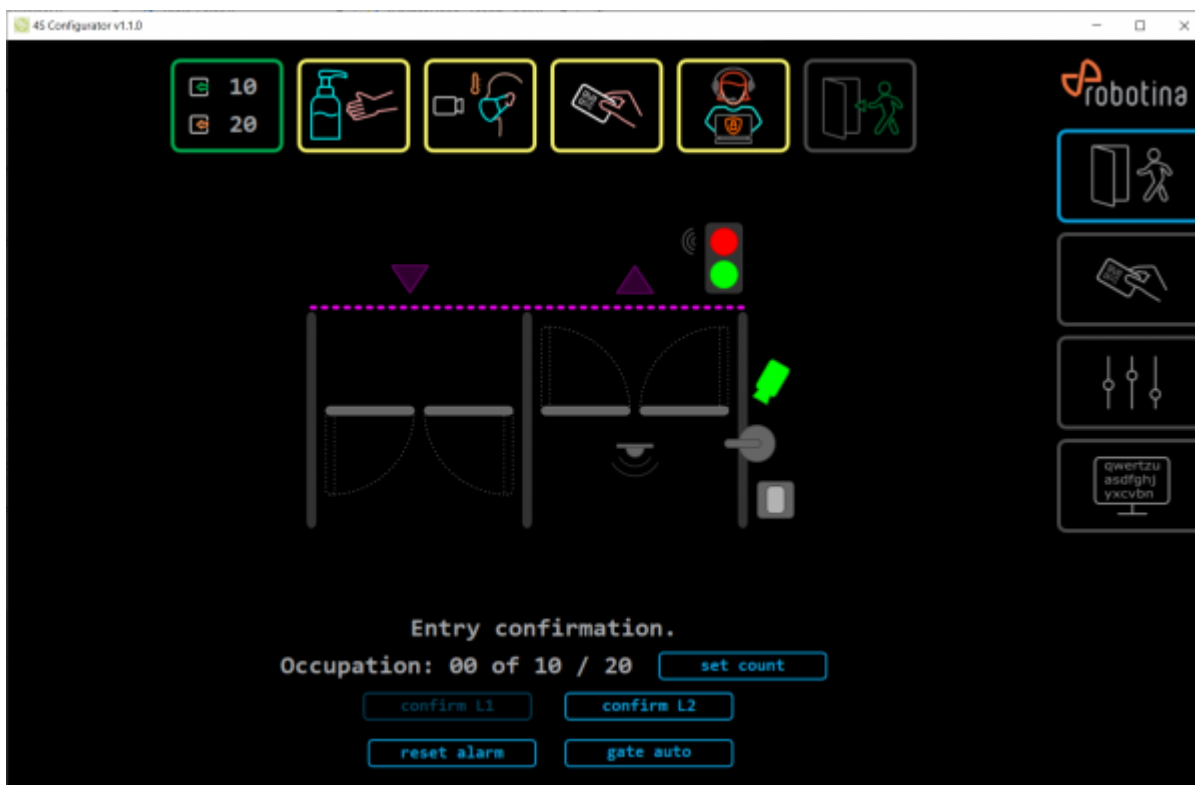 4S Configurator v1.1.0
10
20
robotina
qwertzu
asdfghj
yxcvbn
Entry confirmation.
Occupation: 00 of 10 / 20
set count
confirm L1
confirm L2
reset alarm
gate auto